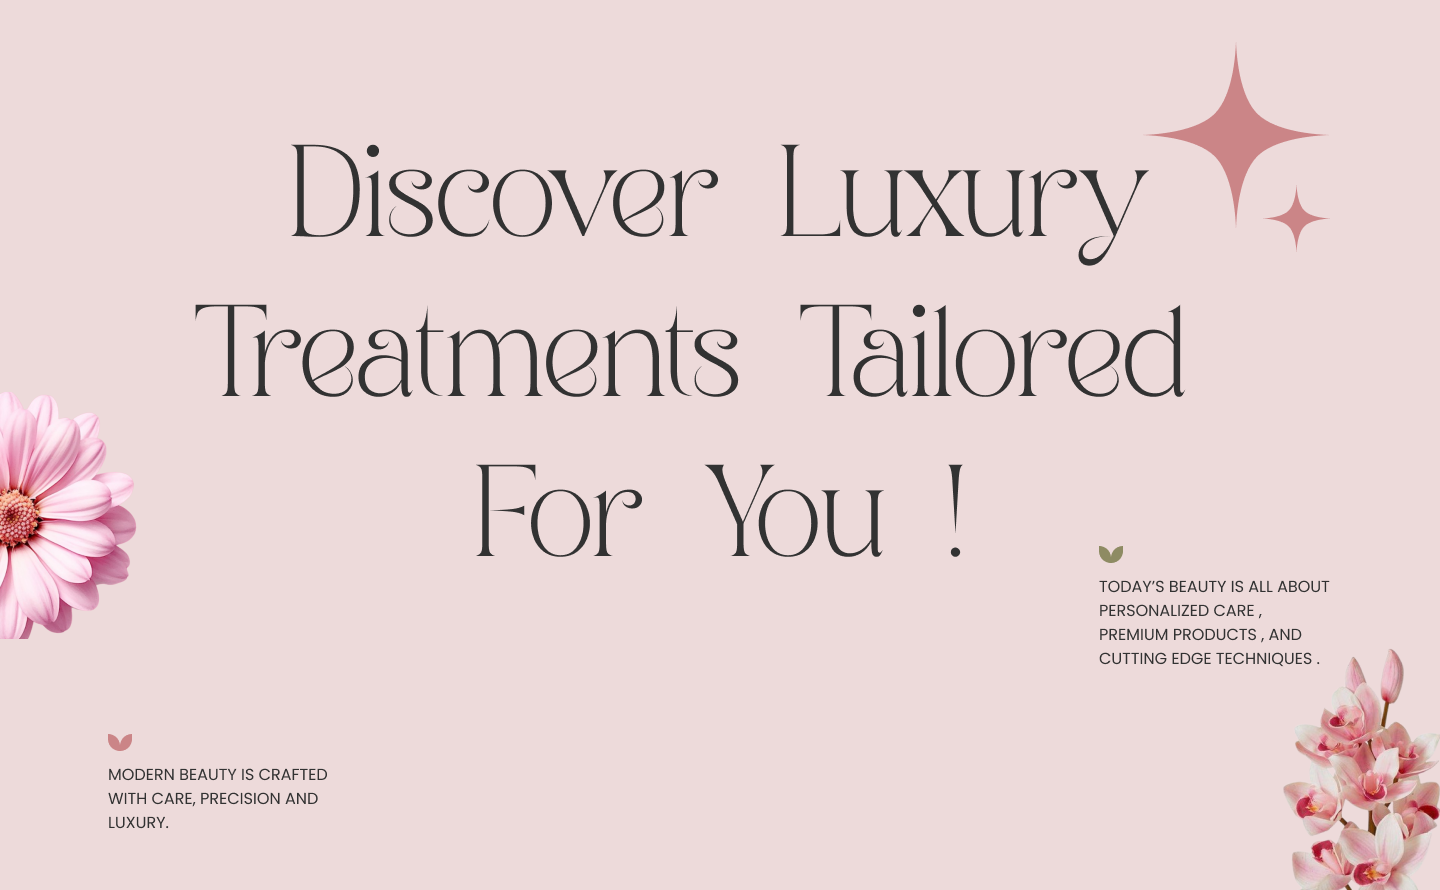 Discover Luxury
Treatments Tailored
For You !
TODAY’S BEAUTY IS ALL ABOUT
PERSONALIZED CARE ,
PREMIUM PRODUCTS , AND
CUTTING EDGE TECHNIQUES .
MODERN BEAUTY IS CRAFTED
WITH CARE, PRECISION AND
LUXURY.